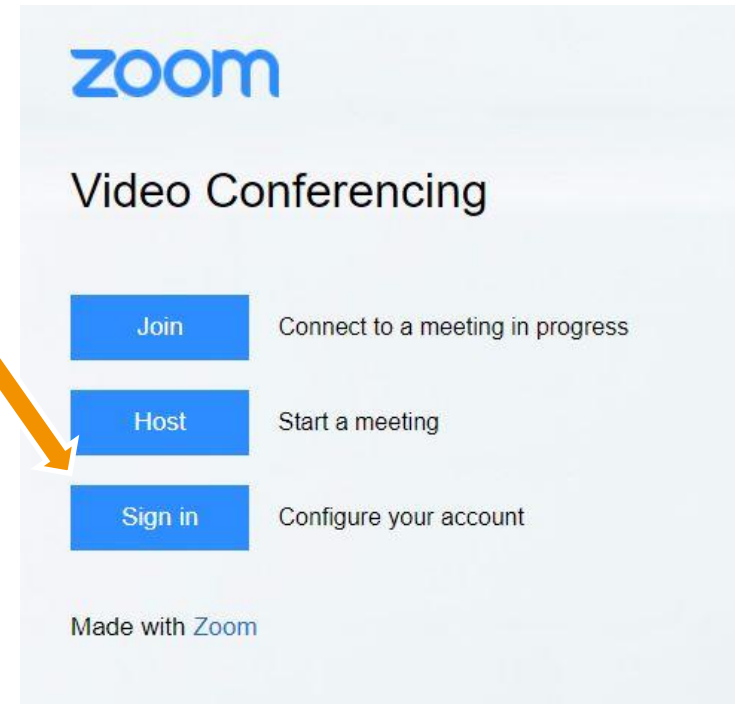 zoom
Video Conferencing
Join Connect to a meeting in progress
Host Start a meeting
Sign in Configure your account
Made with Zoom